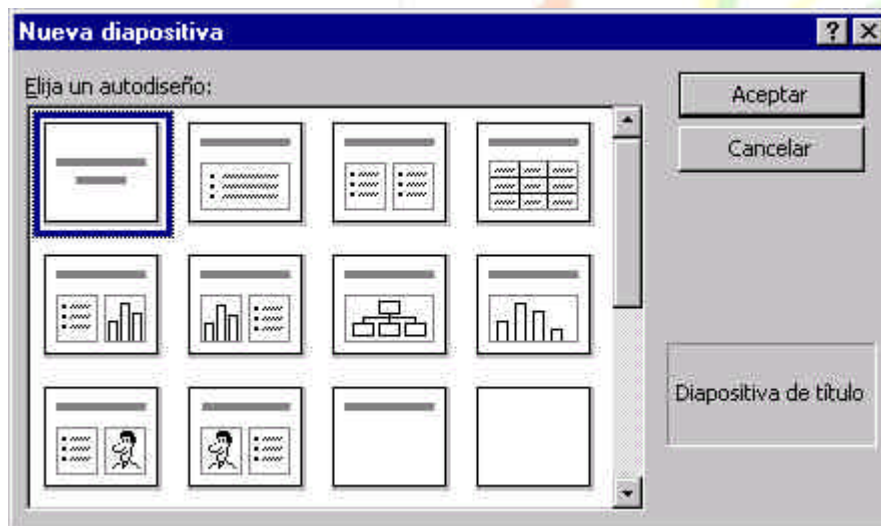 Nueva diapositiva
Elija un autodiseño:
Aceptar
Cancelar
Diapositiva de título